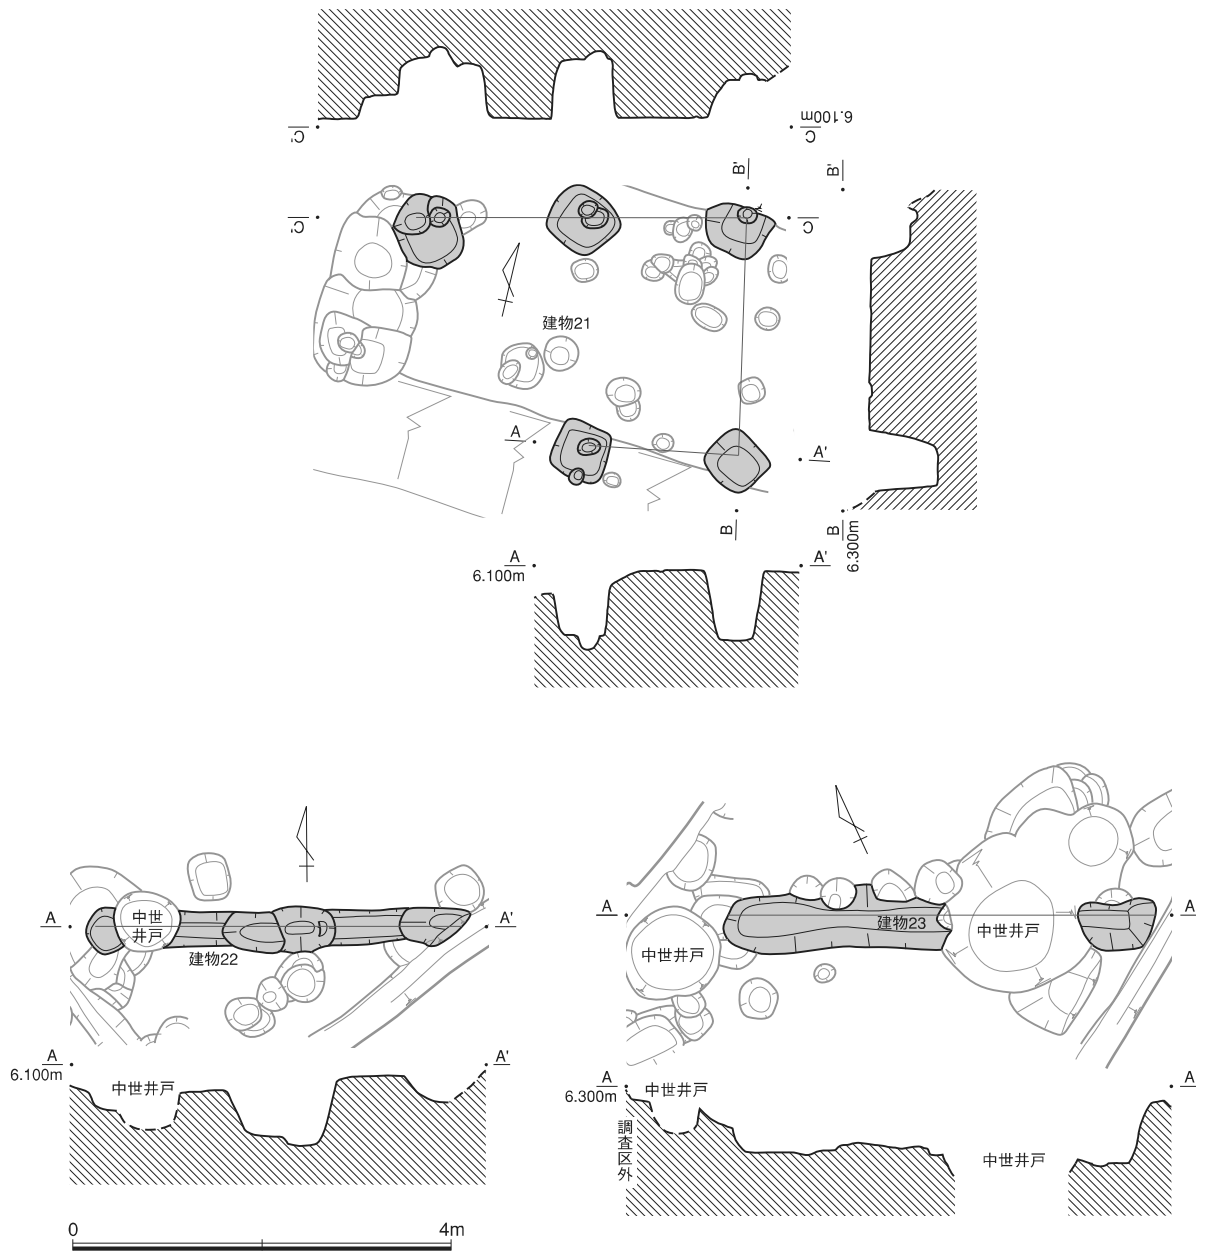 6.100m
C'
C
B'
B'
C'
C
建物21
A
A'
B
B
6.300m
A
6.100m
A'
A
中世
井戸
A'
建物22
A
6.100m
A'
中世井戸
A
建物23
A
中世井戸
中世井戸
A
6.300m
中世井戸
A
調査区外
中世井戸
0
4m